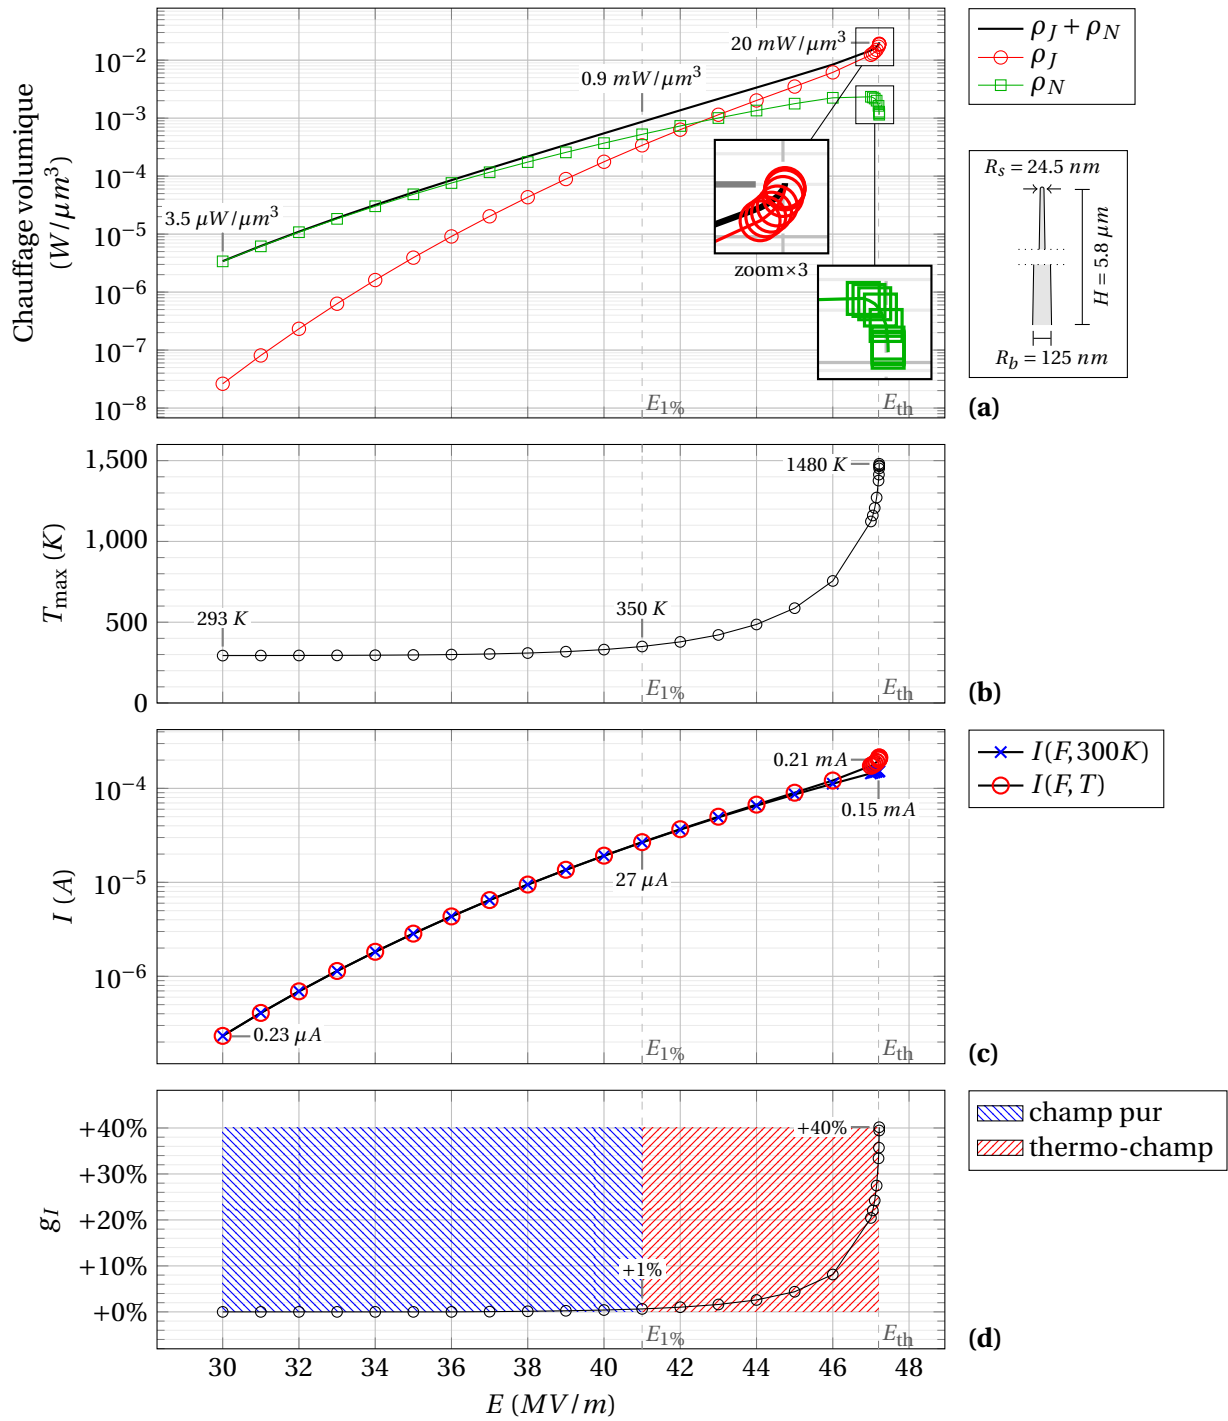 Chauffage volumique
(W/μm³)
10⁻²
10⁻³
10⁻⁴
10⁻⁵
10⁻⁶
10⁻⁷
10⁻⁸
3.5 μW/μm³
0.9 mW/μm³
20 mW/μm³
zoom×3
E1%
Eth
ρJ + ρN
ρJ
ρN
Rs = 24.5 nm
H = 5.8 μm
Rb = 125 nm
(a)
Tmax (K)
1,500
1,000
500
0
293 K
350 K
1480 K
E1%
Eth
(b)
I (A)
10⁻⁴
10⁻⁵
10⁻⁶
0.23 μA
27 μA
0.21 mA
0.15 mA
E1%
Eth
I(F,300K)
I(F,T)
(c)
gI
+40%
+30%
+20%
+10%
+0%
+1%
+40%
E1%
Eth
champ pur
thermo-champ
(d)
30 32 34 36 38 40 42 44 46 48
E (MV/m)